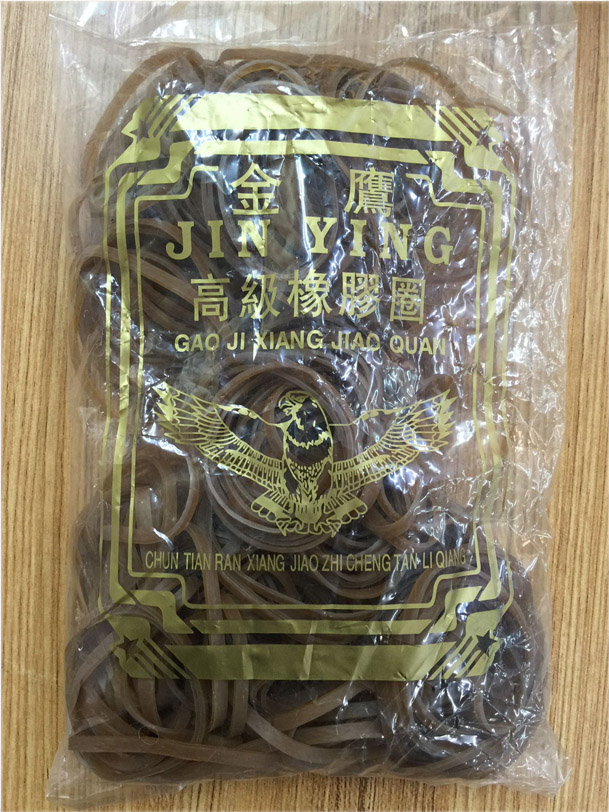 金 鷹
JIN YING
高級橡膠圈
GAO JI XIANG JIAO QUAN
CHUN TIAN RAN XIANG JIAO ZHI CHENG TAN LI QIANG